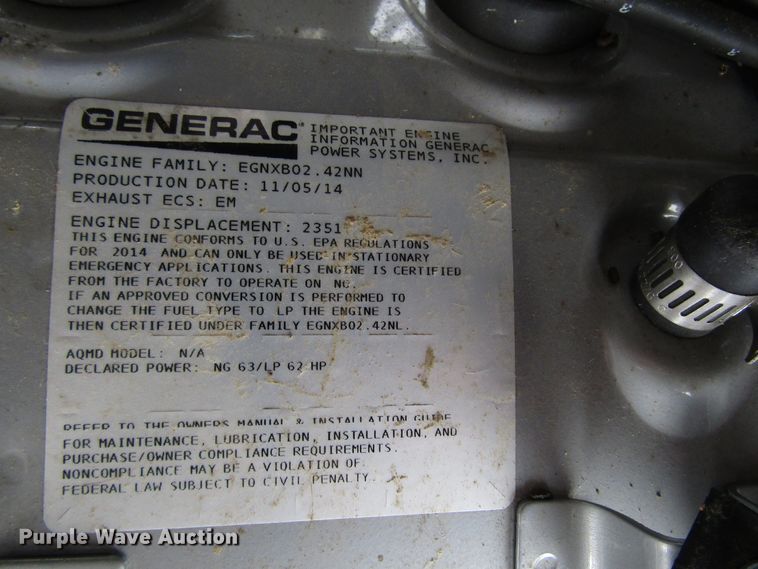 GENERAC
IMPORTANT ENGINE
INFORMATION GENERAC
POWER SYSTEMS, INC.
ENGINE FAMILY: EGNXB02.42NN
PRODUCTION DATE: 11/05/14
EXHAUST ECS: EM
ENGINE DISPLACEMENT: 2351
THIS ENGINE CONFORMS TO U.S. EPA REGULATIONS
FOR 2014 AND CAN ONLY BE USED IN STATIONARY
EMERGENCY APPLICATIONS. THIS ENGINE IS CERTIFIED
FROM THE FACTORY TO OPERATE ON NG.
IF AN APPROVED CONVERSION IS PERFORMED TO
CHANGE THE FUEL TYPE TO LP THE ENGINE IS
THEN CERTIFIED UNDER FAMILY EGNXB02.42NL.
AQMD MODEL: N/A
DECLARED POWER: NG 63/LP 62 HP
REFER TO THE OWNERS MANUAL & INSTALLATION GUIDE
FOR MAINTENANCE, LUBRICATION, INSTALLATION, AND
PURCHASE/OWNER COMPLIANCE REQUIREMENTS.
NONCOMPLIANCE MAY BE A VIOLATION OF
FEDERAL LAW SUBJECT TO CIVIL PENALTY.
Purple Wave Auction